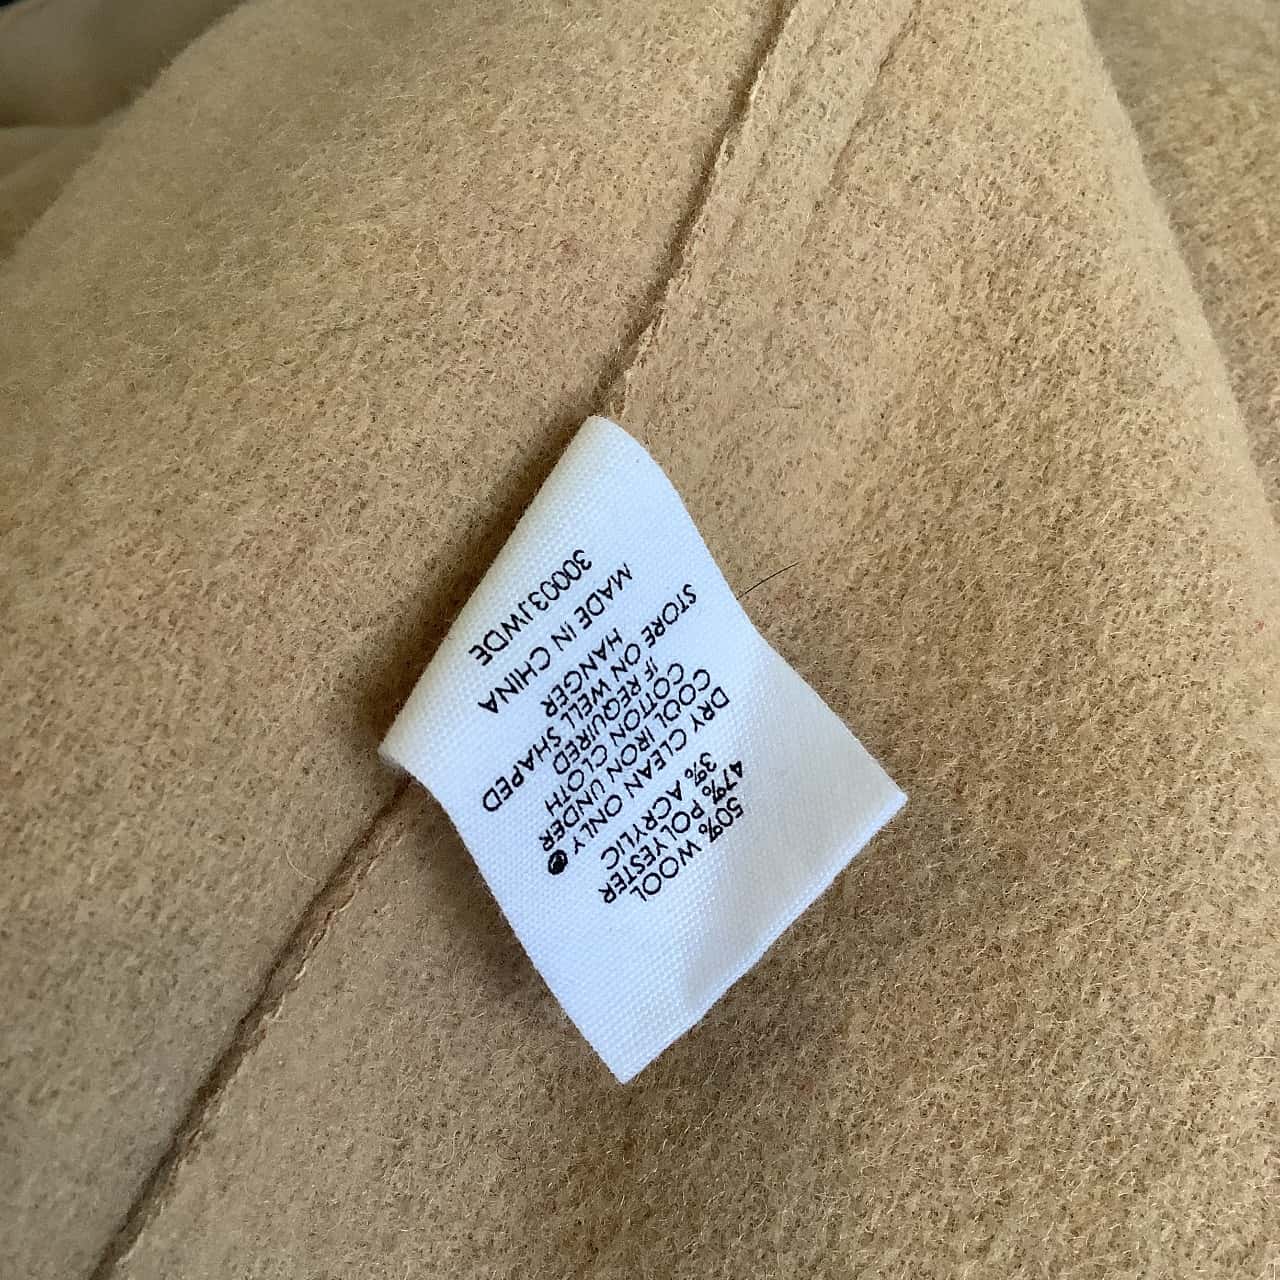 50% WOOL
47% POLYESTER
3% ACRYLIC
DRY CLEAN ONLY
COOL IRON UNDER
COTTON CLOTH
IF REQUIRED
STORE ON WELL SHAPED
HANGER
MADE IN CHINA
30003JWDE